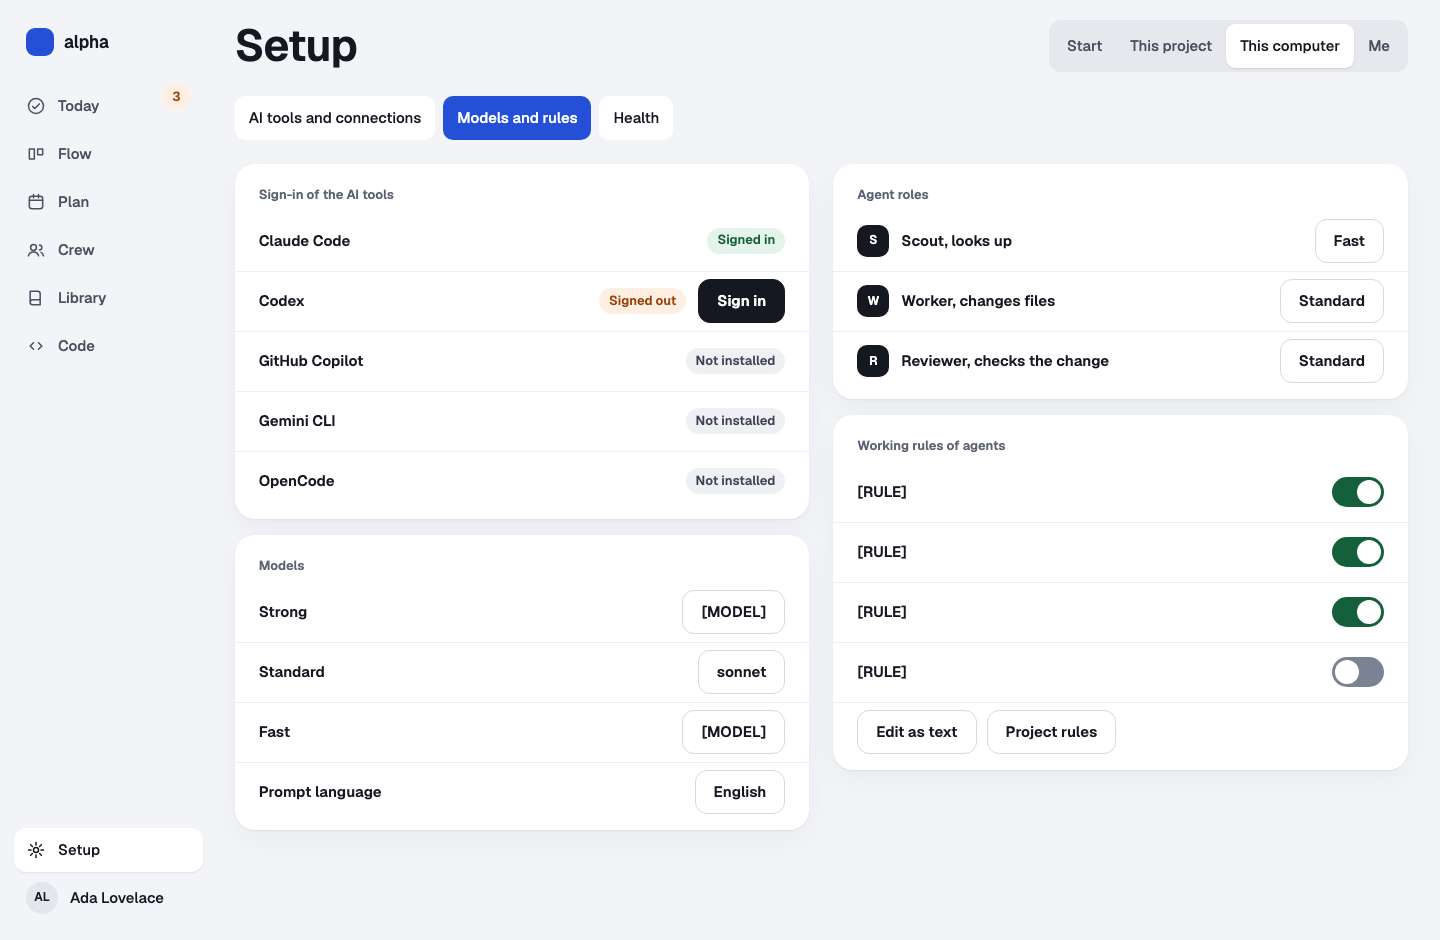 alpha
Today 3
Flow
Plan
Crew
Library
Code
Setup
AL Ada Lovelace
Setup
Start This project This computer Me
AI tools and connections Models and rules Health
Sign-in of the AI tools
Claude Code Signed in
Codex Signed out Sign in
GitHub Copilot Not installed
Gemini CLI Not installed
OpenCode Not installed
Models
Strong [MODEL]
Standard sonnet
Fast [MODEL]
Prompt language English
Agent roles
S Scout, looks up Fast
W Worker, changes files Standard
R Reviewer, checks the change Standard
Working rules of agents
[RULE]
[RULE]
[RULE]
[RULE]
Edit as text Project rules